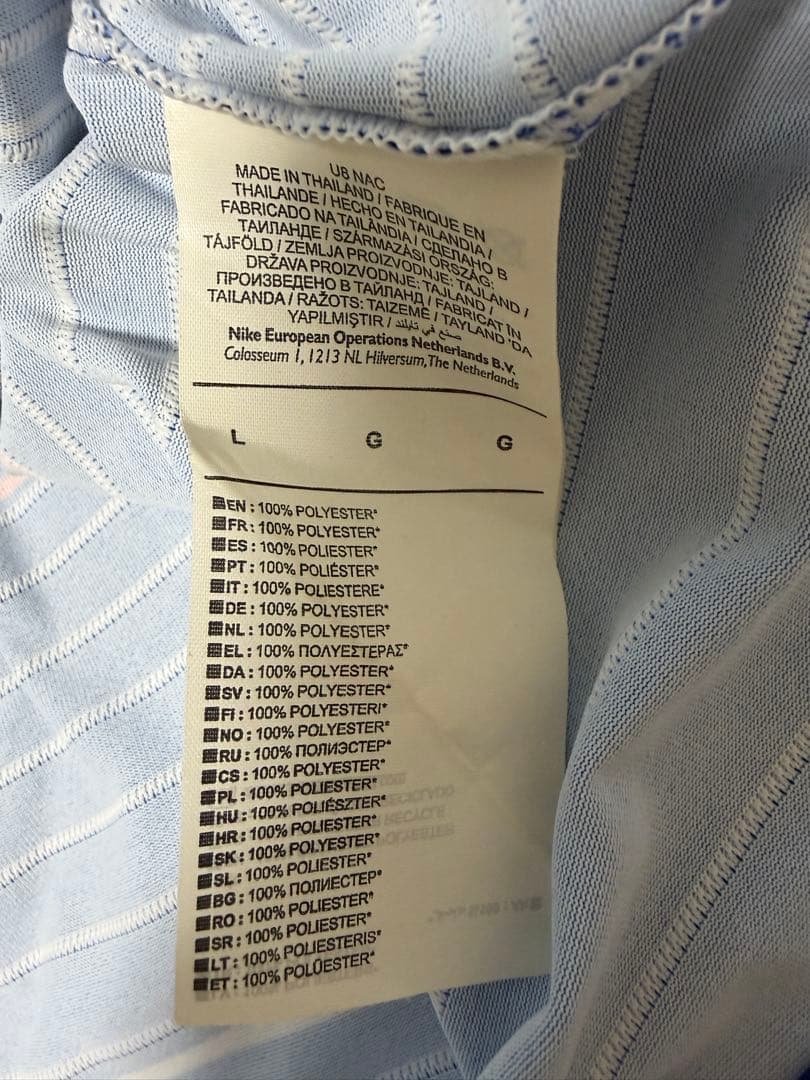 U8 NAC
MADE IN THAILAND / FABRIQUE EN
THAILANDE / HECHO EN TAILANDIA /
FABRICADO NA TAILÂNDIA / СДЕЛАНО В
ТАИЛАНДЕ / SZÁRMAZÁSI ORSZÁG:
TÁJFÖLD / ZEMLJA PROIZVODNJE: TAJLAND /
DRŽAVA PROIZVODNJE: TAJLAND /
ПРОИЗВЕДЕНО В ТАЙЛАНД / FABRICAT IN
TAILANDA / RAŽOTS: TAIZEMĒ / TAYLAND 'DA
YAPILMIŞTIR / صنع في تايلند
Nike European Operations Netherlands B.V.
Colosseum 1, 1213 NL Hilversum, The Netherlands
L G G
EN : 100% POLYESTER*
FR : 100% POLYESTER*
ES : 100% POLIESTER*
PT : 100% POLIÉSTER*
IT : 100% POLIESTERE*
DE : 100% POLYESTER*
NL : 100% POLYESTER*
EL : 100% ΠΟΛΥΕΣΤΕΡΑΣ*
DA : 100% POLYESTER*
SV : 100% POLYESTER*
FI : 100% POLYESTERI*
NO : 100% POLYESTER*
RU : 100% ПОЛИЭСТЕР*
CS : 100% POLYESTER*
PL : 100% POLIESTER*
HU : 100% POLIÉSZTER*
HR : 100% POLIESTER*
SK : 100% POLYESTER*
SL : 100% POLIESTER*
BG : 100% ПОЛИЕСТЕР*
RO : 100% POLIESTER*
SR : 100% POLIESTER*
LT : 100% POLIESTERIS*
ET : 100% POLÜESTER*